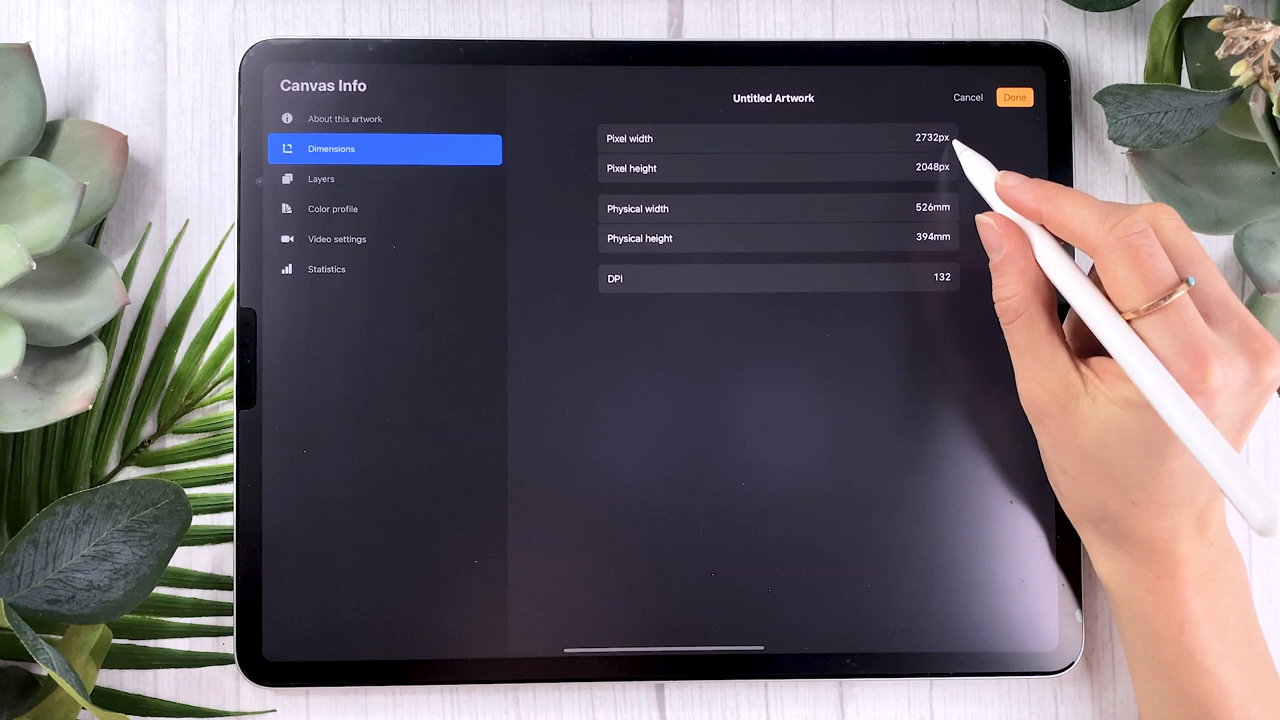 Canvas Info
About this artwork
Dimensions
Layers
Color profile
Video settings
Statistics
Untitled Artwork
Cancel
Done
Pixel width 2732px
Pixel height 2048px
Physical width 526mm
Physical height 394mm
DPI 132